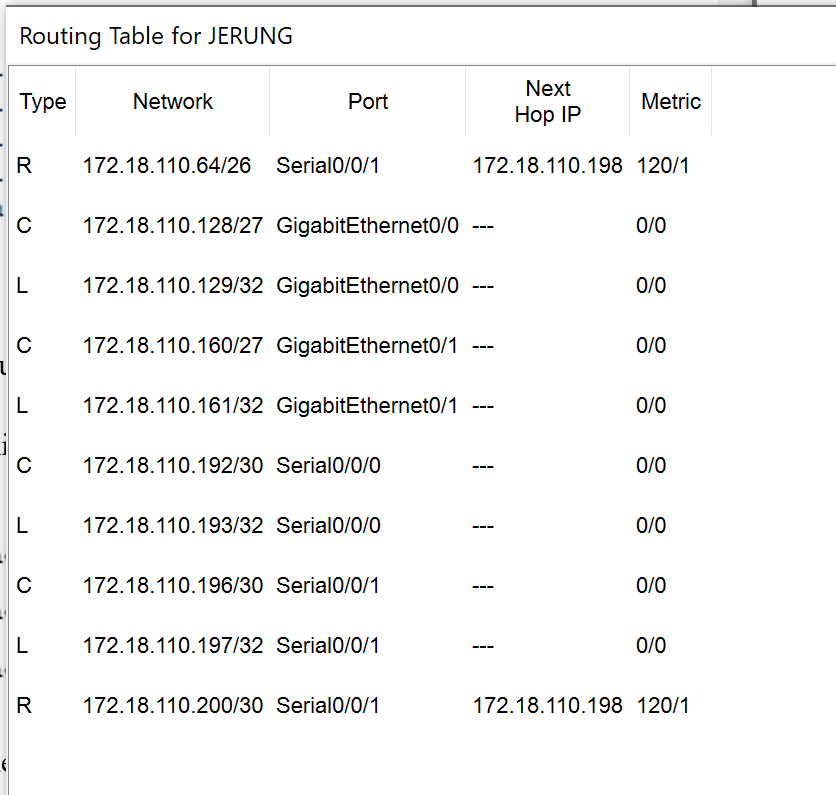 Routing Table for JERUNG
Type Network Port Next Hop IP Metric
R 172.18.110.64/26 Serial0/0/1 172.18.110.198 120/1
C 172.18.110.128/27 GigabitEthernet0/0 --- 0/0
L 172.18.110.129/32 GigabitEthernet0/0 --- 0/0
C 172.18.110.160/27 GigabitEthernet0/1 --- 0/0
L 172.18.110.161/32 GigabitEthernet0/1 --- 0/0
C 172.18.110.192/30 Serial0/0/0 --- 0/0
L 172.18.110.193/32 Serial0/0/0 --- 0/0
C 172.18.110.196/30 Serial0/0/1 --- 0/0
L 172.18.110.197/32 Serial0/0/1 --- 0/0
R 172.18.110.200/30 Serial0/0/1 172.18.110.198 120/1